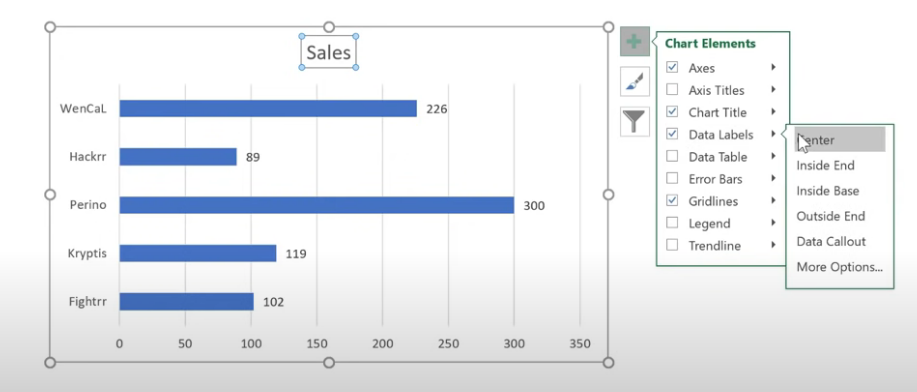 Sales
WenCaL
226
Hackrr
89
Perino
300
Kryptis
119
Fightrr
102
0 50 100 150 200 250 300 350
Chart Elements
Axes
Axis Titles
Chart Title
Data Labels
Data Table
Error Bars
Gridlines
Legend
Trendline
Center
Inside End
Inside Base
Outside End
Data Callout
More Options...